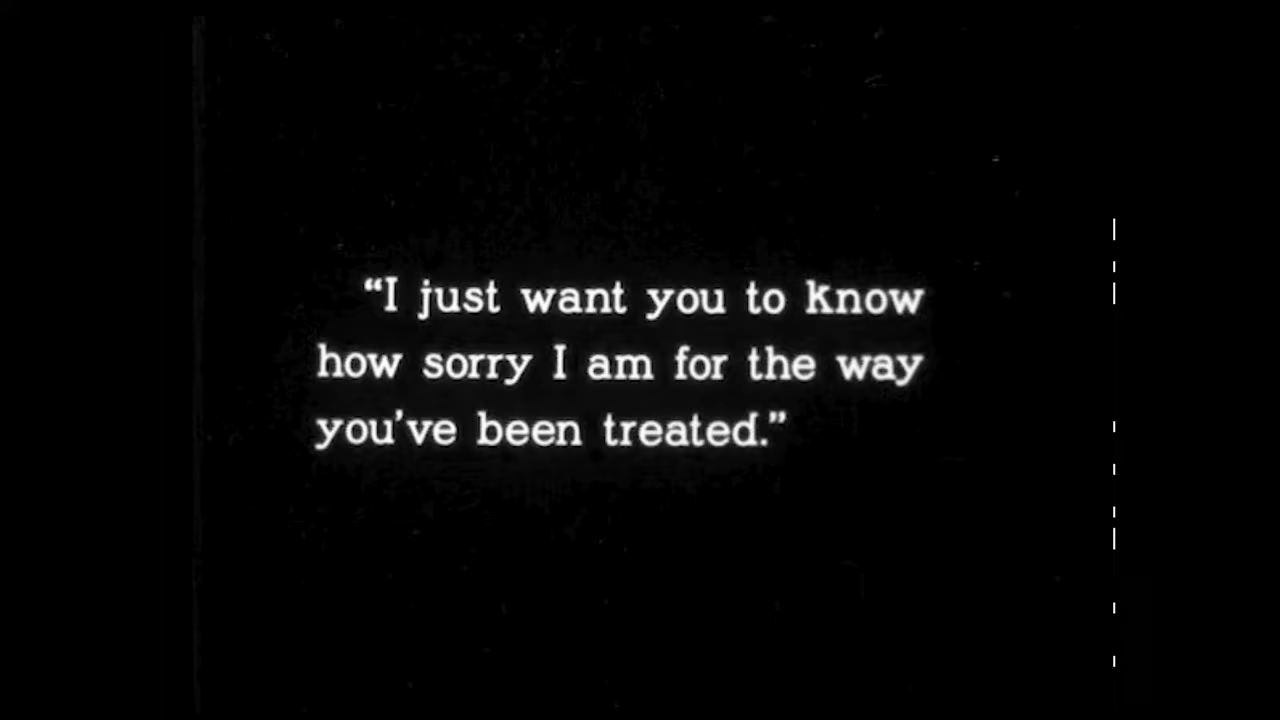 “I just want you to know
how sorry I am for the way
you’ve been treated.”